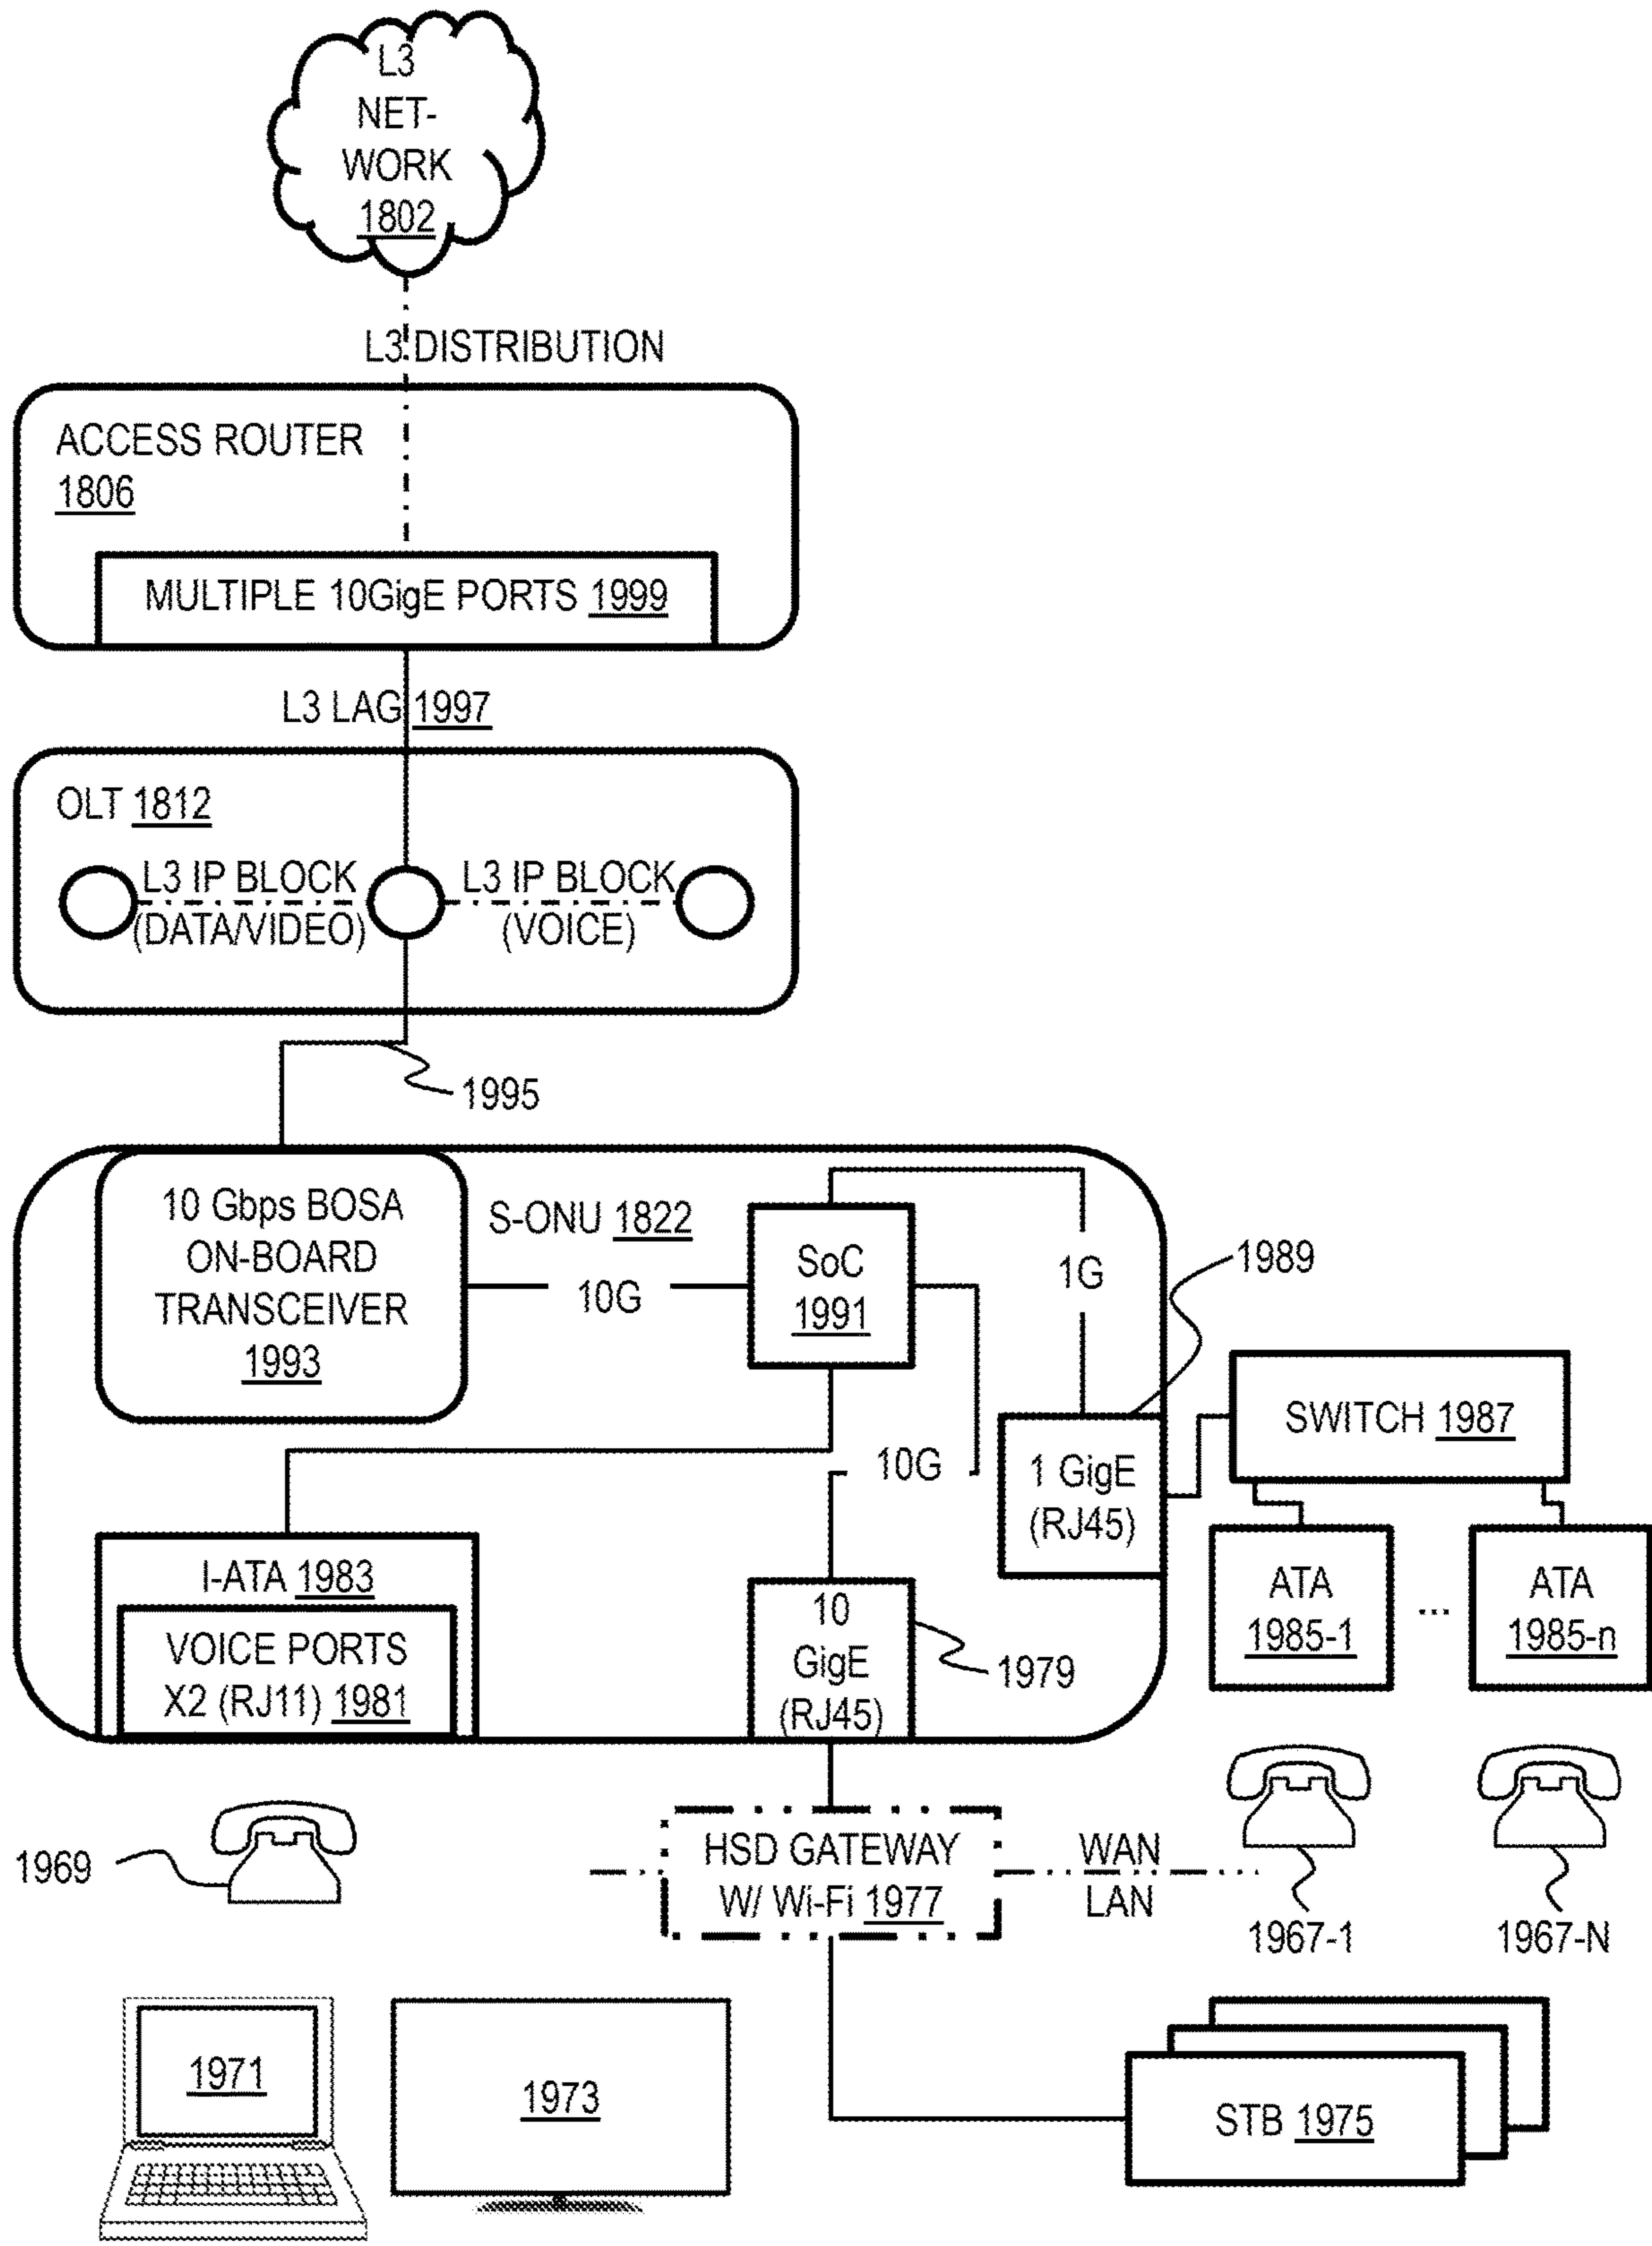 L3
NET-
WORK
1802
L3 DISTRIBUTION
ACCESS ROUTER
1806
MULTIPLE 10GigE PORTS 1999
L3 LAG 1997
OLT 1812
L3 IP BLOCK
(DATA/VIDEO)
L3 IP BLOCK
(VOICE)
1995
10 Gbps BOSA
ON-BOARD
TRANSCEIVER
1993
S-ONU 1822
10G
SoC
1991
1G
1989
SWITCH 1987
10G
1 GigE
(RJ45)
I-ATA 1983
VOICE PORTS
X2 (RJ11) 1981
10
GigE
(RJ45)
1979
ATA
1985-1
...
ATA
1985-n
1969
HSD GATEWAY
W/ Wi-Fi 1977
WAN
LAN
1967-1
1967-N
1971
1973
STB 1975